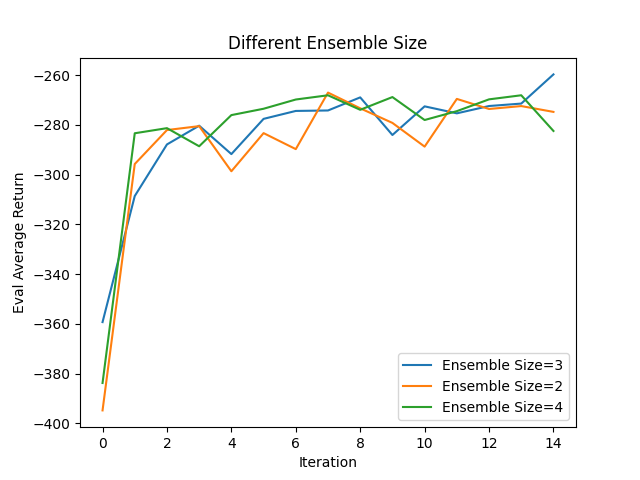 Different Ensemble Size
Eval Average Return
−260
−280
−300
−320
−340
−360
−380
−400
Ensemble Size=3
Ensemble Size=2
Ensemble Size=4
0 2 4 6 8 10 12 14
Iteration